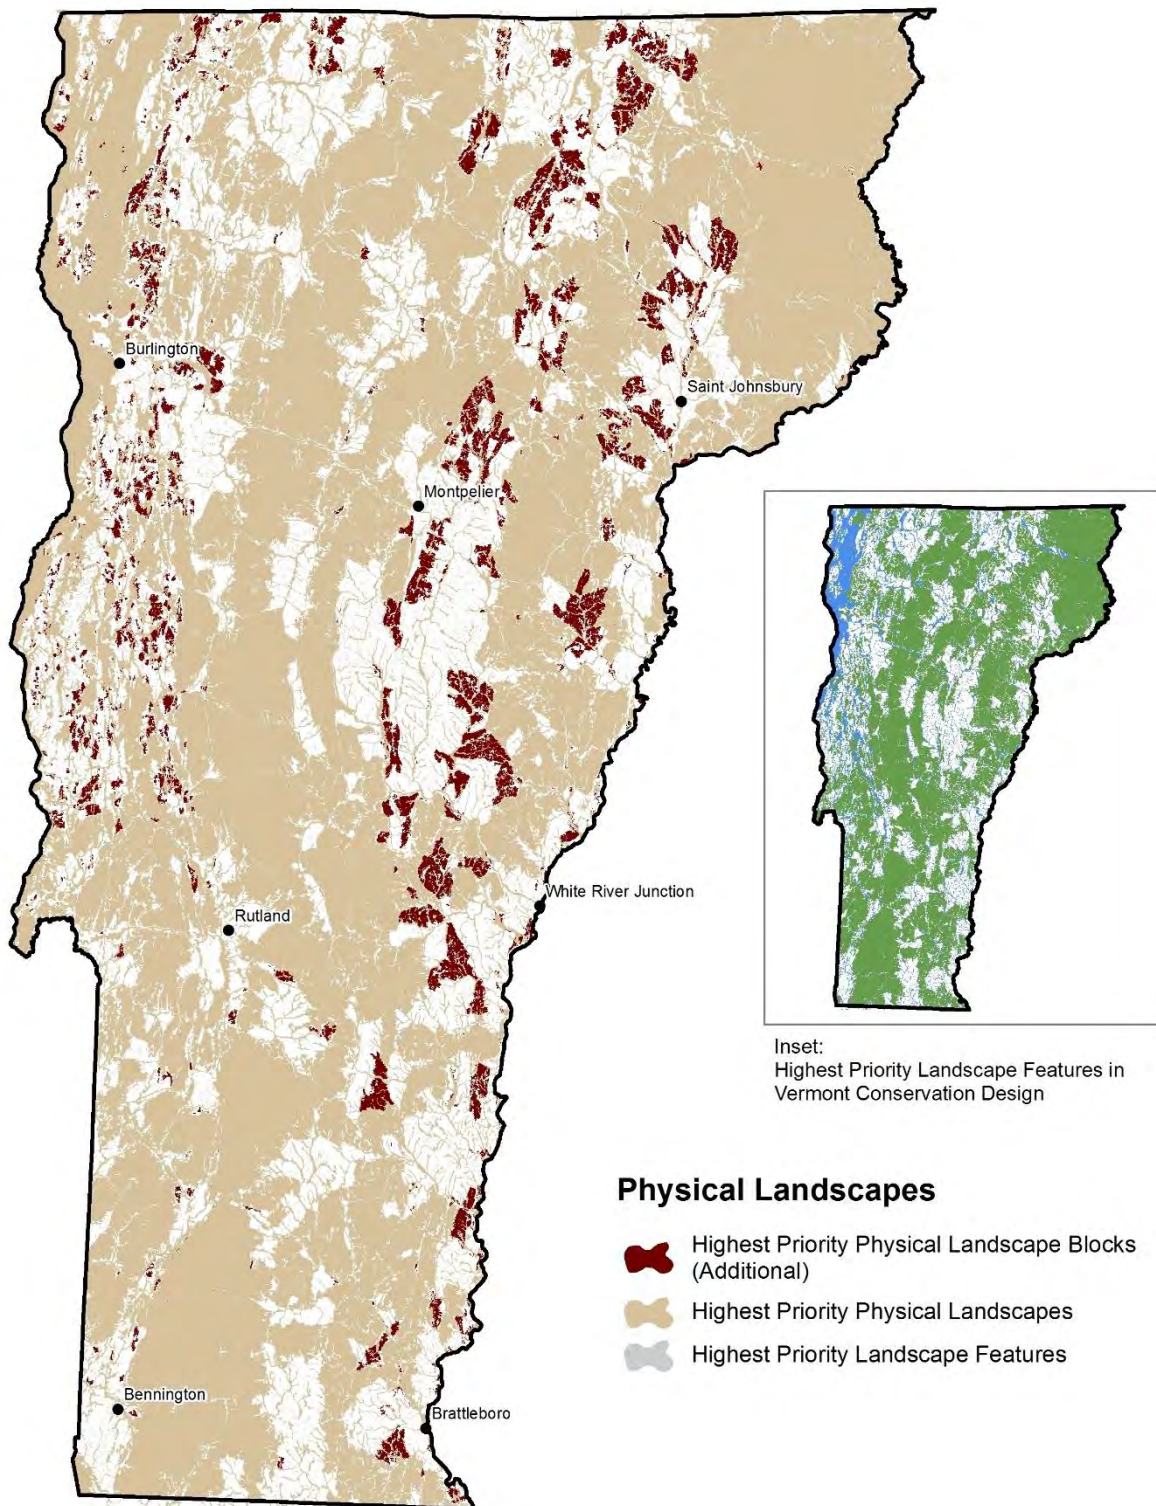 Burlington
Saint Johnsbury
Montpelier
White River Junction
Rutland
Inset:
Highest Priority Landscape Features in
Vermont Conservation Design
Physical Landscapes
Highest Priority Physical Landscape Blocks
(Additional)
Highest Priority Physical Landscapes
Highest Priority Landscape Features
Bennington
Brattleboro